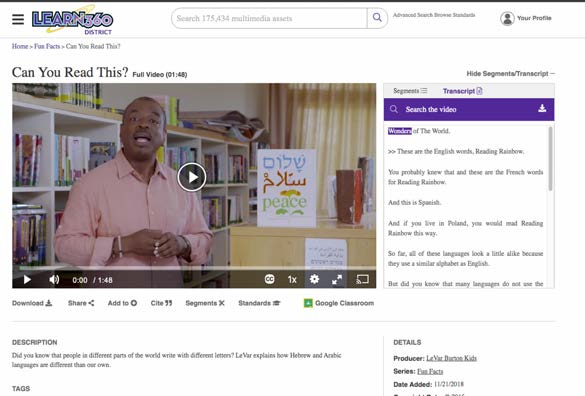 LEARN360
DISTRICT
Search 175,434 multimedia assets
Advanced Search Browse Standards
Your Profile
Home > Fun Facts > Can You Read This?
Can You Read This? Full Video (01:48)
Hide Segments/Transcript –
Segments
Transcript
Search the video
Wonders of The World.
>> These are the English words, Reading Rainbow.
You probably know that and these are the French words
for Reading Rainbow.
And this is Spanish.
And if you live in Poland, you would read Reading
Rainbow this way.
So far, all of these languages look a little alike because
they use a similar alphabet as English.
But did you know that many languages do not use the
שלום
سلام
peace
0:00 / 1:48
CC
1x
Download
Share
Add to
Cite
Segments
Standards
Google Classroom
DESCRIPTION
Did you know that people in different parts of the world write with different letters? LeVar explains how Hebrew and Arabic
languages are different than our own.
TAGS
DETAILS
Producer: LeVar Burton Kids
Series: Fun Facts
Date Added: 11/21/2018